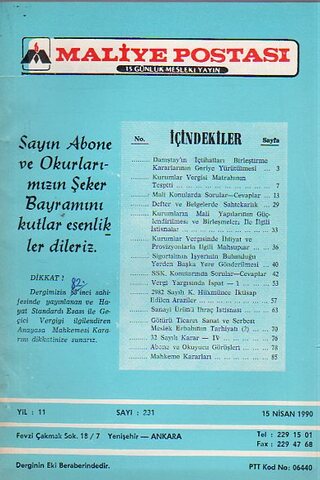 MALİYE POSTASI
15 GÜNLÜK MESLEKİ YAYIN
Sayın Abone
ve Okurları-
mızın Şeker
Bayramını
kutlar esenlik
ler dileriz.
DİKKAT !
Dergimizin inci sahi-
fesinde yayınlanan ve Ha-
yat Standardı Esası ile Ge-
çici Vergiyi ilgilendiren
Anayasa Mahkemesi Kara
rını dikkatinize sunarız.
82
No. İÇİNDEKİLER Sayfa
......... Danıştay'ın İçtihatları Birleştirme
Kararlarının Geriye Yürütülmesi ... 3
......... Kurumlar Vergisi Matrahının
Tespiti ............ 7
......... Mali Konularda Sorular—Cevaplar ... 13
......... Defter ve Belgelerde Sahtekârlık ... 29
......... Kurumların Mali Yapılarının Güç-
lendirilmesi ve Birleşmeler, İle İlgili
İstisnalar ............ 33
......... Kurumlar Vergisinde İhtiyat ve
Provizyonlarla İlgili Mahsuplar ... 36
......... Sigortalının İşyerinin Bulunduğu
Yerden Başka Yere Gönderilmesi ... 40
......... SSK. Konularında Sorular—Cevaplar 42
......... Vergi Yargısında İspat — 1 ... 53
......... 2982 Sayılı K. Hükmünce İktisap
Edilen Araziler ............ 57
......... Sanayi Ürünü İhraç İstisnası ... 63
......... Götürü Ticari Sanat ve Serbest
Meslek Erbabının Tarhiyatı (?) ... 70
......... 32 Sayılı Karar — IV ............ 76
......... Abone ve Okuyucu Görüşleri ... 78
......... Mahkeme Kararları ............ 85
YIL : 11 SAYI : 231 15 NİSAN 1990
Fevzi Çakmak Sok. 18 / 7 Yenişehir — ANKARA
Tel : 229 15 01
Fax : 229 47 68
Derginin Eki Beraberindedir. PTT Kod No: 06440